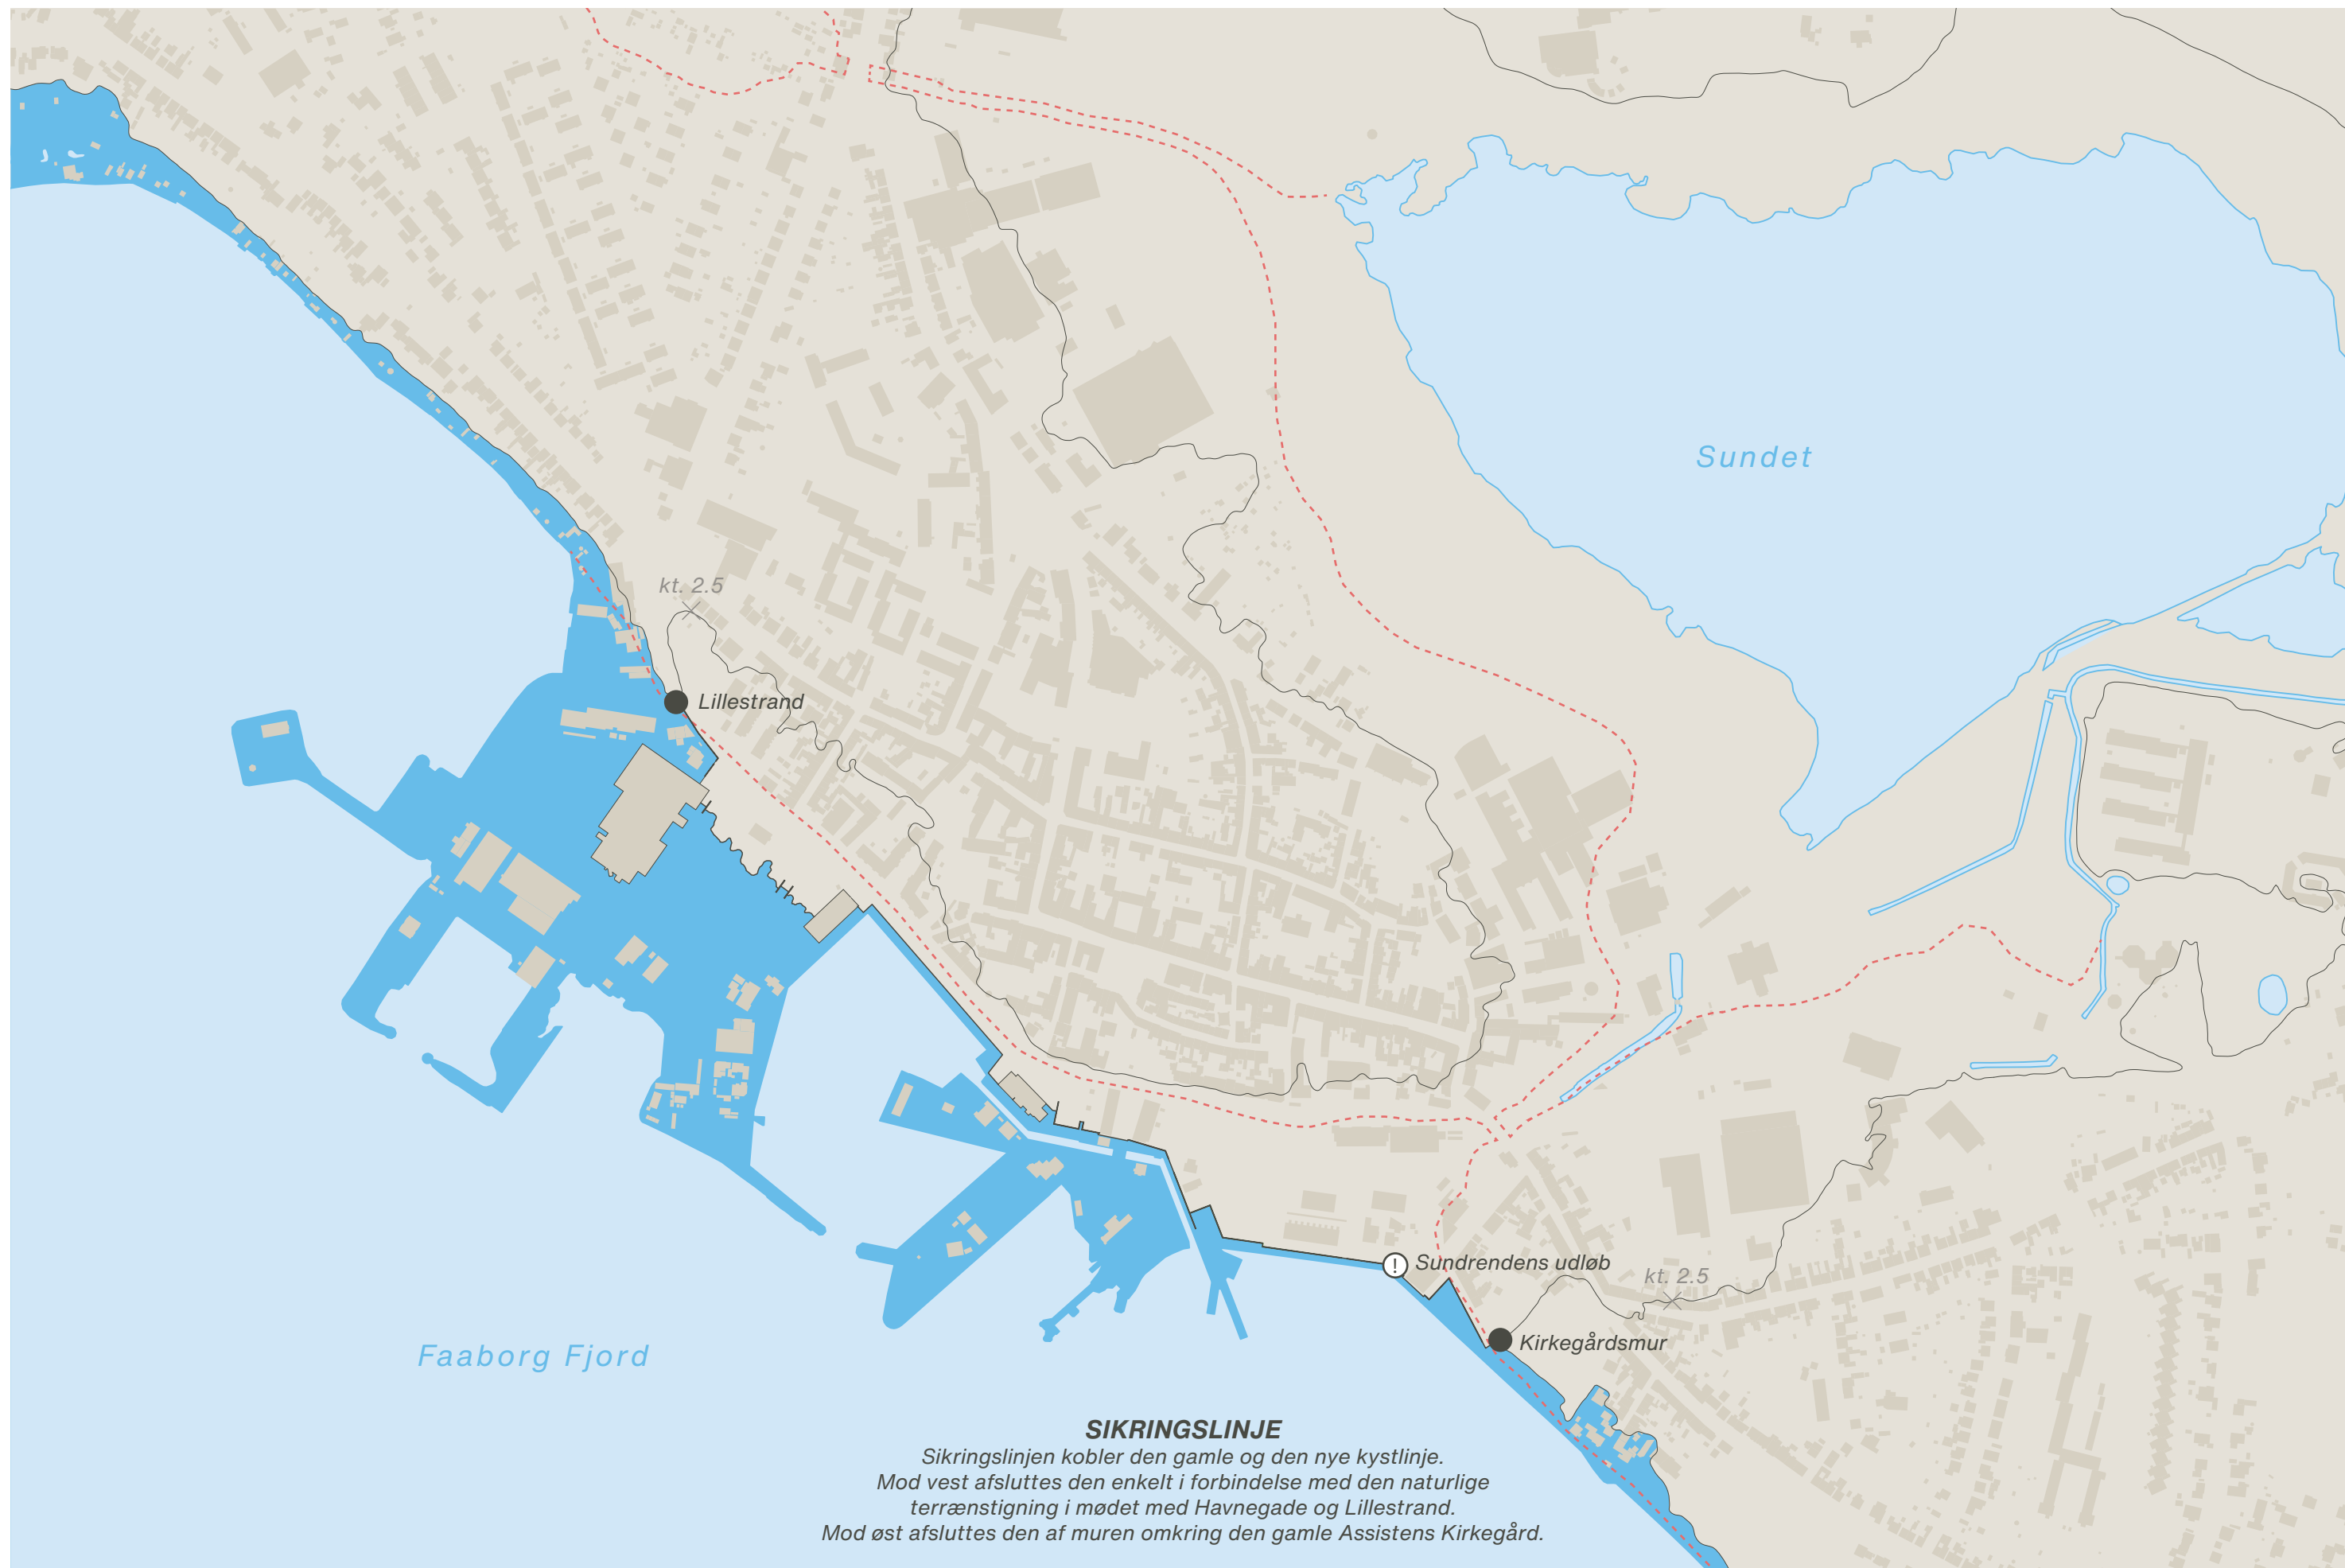 Sundet
kt. 2.5
Lillestrand
Sundrendens udløb
!
kt. 2.5
Kirkegårdsmur
Faaborg Fjord
SIKRINGSLINJE
Sikringslinjen kobler den gamle og den nye kystlinje.
Mod vest afsluttes den enkelt i forbindelse med den naturlige
terrænstigning i mødet med Havnegade og Lillestrand.
Mod øst afsluttes den af muren omkring den gamle Assistens Kirkegård.